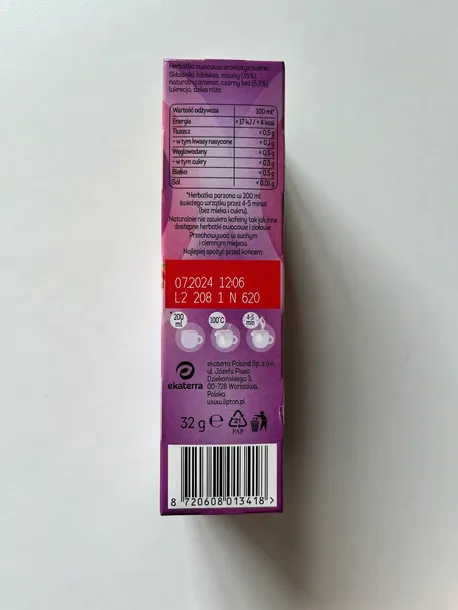 Herbatka owocowa aromatyzowana.
Składniki: hibiskus, maliny (31%),
naturalny aromat, czarny bez (5,5%),
lukrecja, dzika róża.
Wartość odżywcza 100 ml*
Energia < 17 kJ / < 4 kcal
Tłuszcz < 0,5 g
- w tym kwasy nasycone < 0,1 g
Węglowodany < 0,5 g
- w tym cukry < 0,5 g
Białko < 0,5 g
Sól < 0,01 g
*Herbatka parzona w 200 ml
świeżego wrzątku przez 4-5 minut
(bez mleka i cukru).
Naturalnie nie zawiera kofeiny tak jak inne
dostępne herbatki owocowe i ziołowe.
Przechowywać w suchym
i ciemnym miejscu.
Najlepiej spożyć przed końcem:
07.2024 12:06
L2 208 1 N 620
*200 ml
100°C
4-5 min
ekaterra
ekaterra Poland Sp. z o.o.,
ul. Józefa Piusa
Dziekońskiego 3,
00-728 Warszawa,
Polska
www.lipton.pl
32 g e
21
PAP
8 720608 013418 >